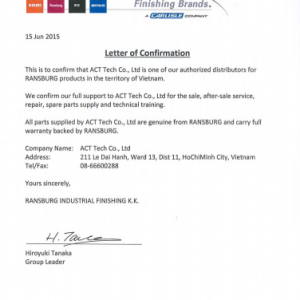 Finishing Brands.
A CARLISLE COMPANY
15 Jun 2015
Letter of Confirmation
This is to confirm that ACT Tech Co., Ltd is one of our authorized distributors for
RANSBURG products in the territory of Vietnam.
We confirm our full support to ACT Tech Co., Ltd for the sale, after-sale service,
repair, spare parts supply and technical training.
All parts supplied by ACT Tech Co., Ltd are genuine from RANSBURG and carry full
warranty backed by RANSBURG.
Company Name: ACT Tech Co., Ltd
Address: 211 Le Dai Hanh, Ward 13, Dist 11, HoChiMinh City, Vietnam
Tel/Fax: 08-66600288
Yours sincerely,
RANSBURG INDUSTRIAL FINISHING K.K.
H. Tanaka
Hiroyuki Tanaka
Group Leader